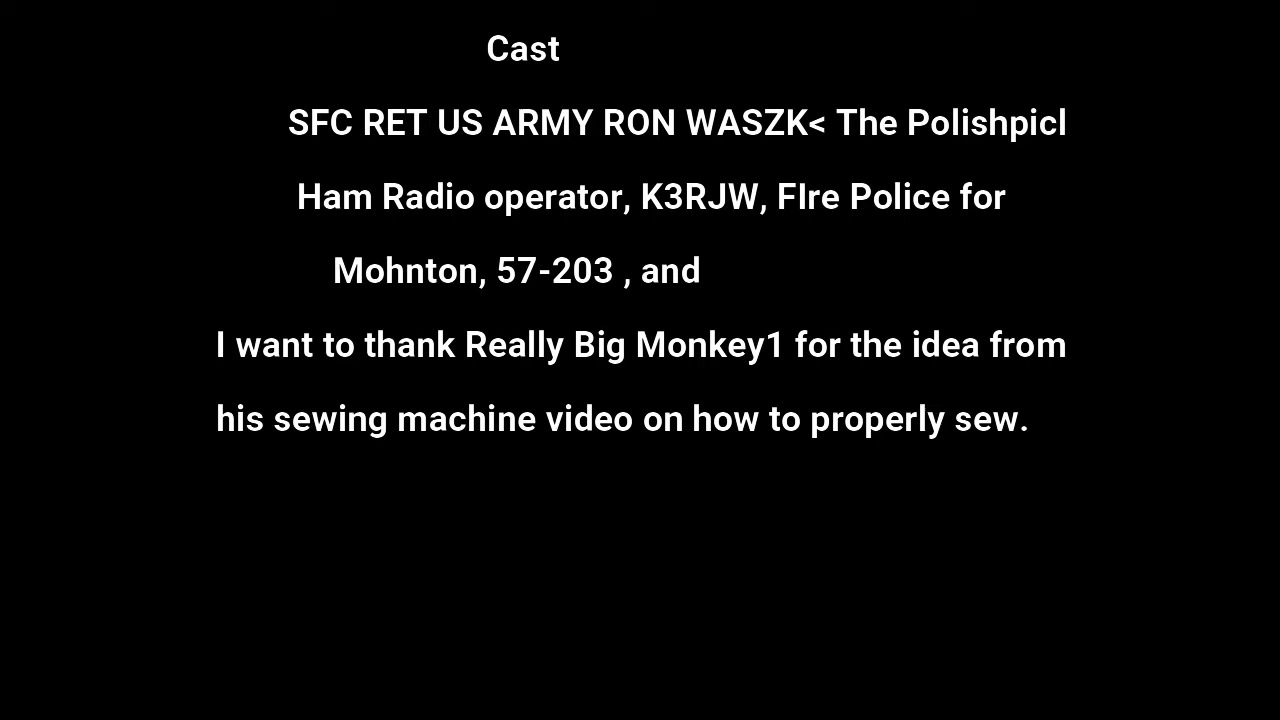 Cast
SFC RET US ARMY RON WASZK< The Polishpicl
Ham Radio operator, K3RJW, FIre Police for
Mohnton, 57-203 , and
I want to thank Really Big Monkey1 for the idea from
his sewing machine video on how to properly sew.